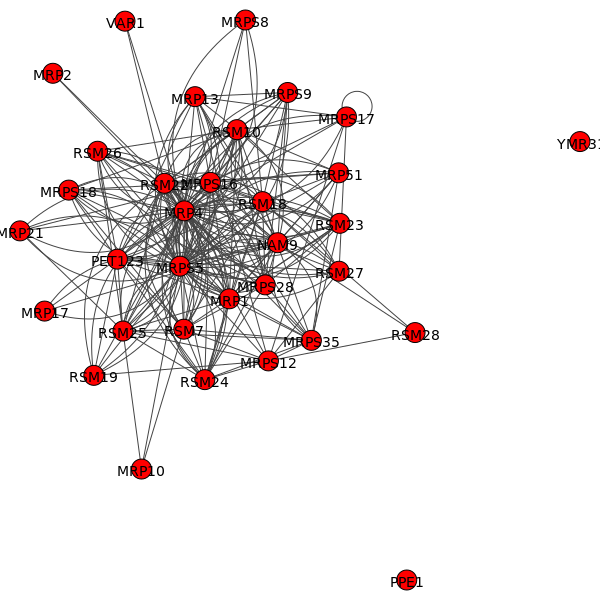 VAR1
MRPS8
MRP2
MRP13
MRPS9
MRPS17
RSM10
YMR31
RSM26
MRP51
MRPS18
MRPS16
MRP4
RSM18
MRP21
RSM23
NAM9
PET123
MRPS5
RSM27
MRPS28
MRP1
MRP17
RSM25
RSM7
MRPS35
RSM28
MRPS12
RSM19
RSM24
MRP10
PPE1